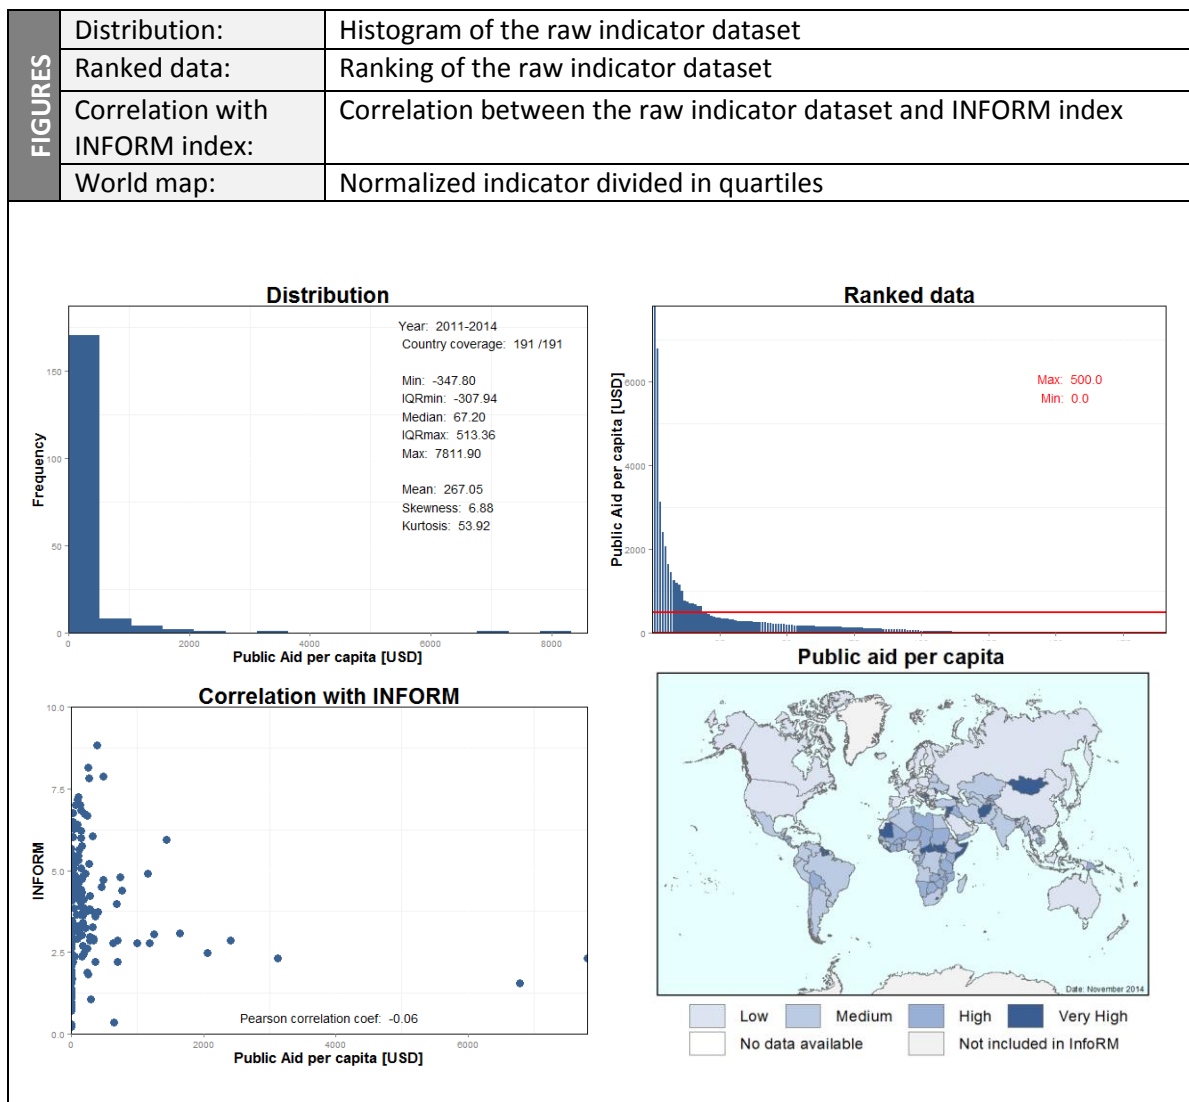 FIGURES
Distribution: Histogram of the raw indicator dataset
Ranked data: Ranking of the raw indicator dataset
Correlation with Correlation between the raw indicator dataset and INFORM index
INFORM index:
World map: Normalized indicator divided in quartiles
Distribution
Year: 2011-2014
Country coverage: 191 /191
Min: -347.80
IQRmin: -307.94
Median: 67.20
IQRmax: 513.36
Max: 7811.90
Mean: 267.05
Skewness: 6.88
Kurtosis: 53.92
Frequency
150
100
50
0
0 2000 4000 6000 8000
Public Aid per capita [USD]
Ranked data
Max: 500.0
Min: 0.0
Public Aid per capita [USD]
6000
4000
2000
0
Correlation with INFORM
INFORM
10.0
7.5
5.0
2.5
0.0
Pearson correlation coef: -0.06
0 2000 4000 6000
Public Aid per capita [USD]
Public aid per capita
Date: November 2014
Low Medium High Very High
No data available Not included in InfoRM